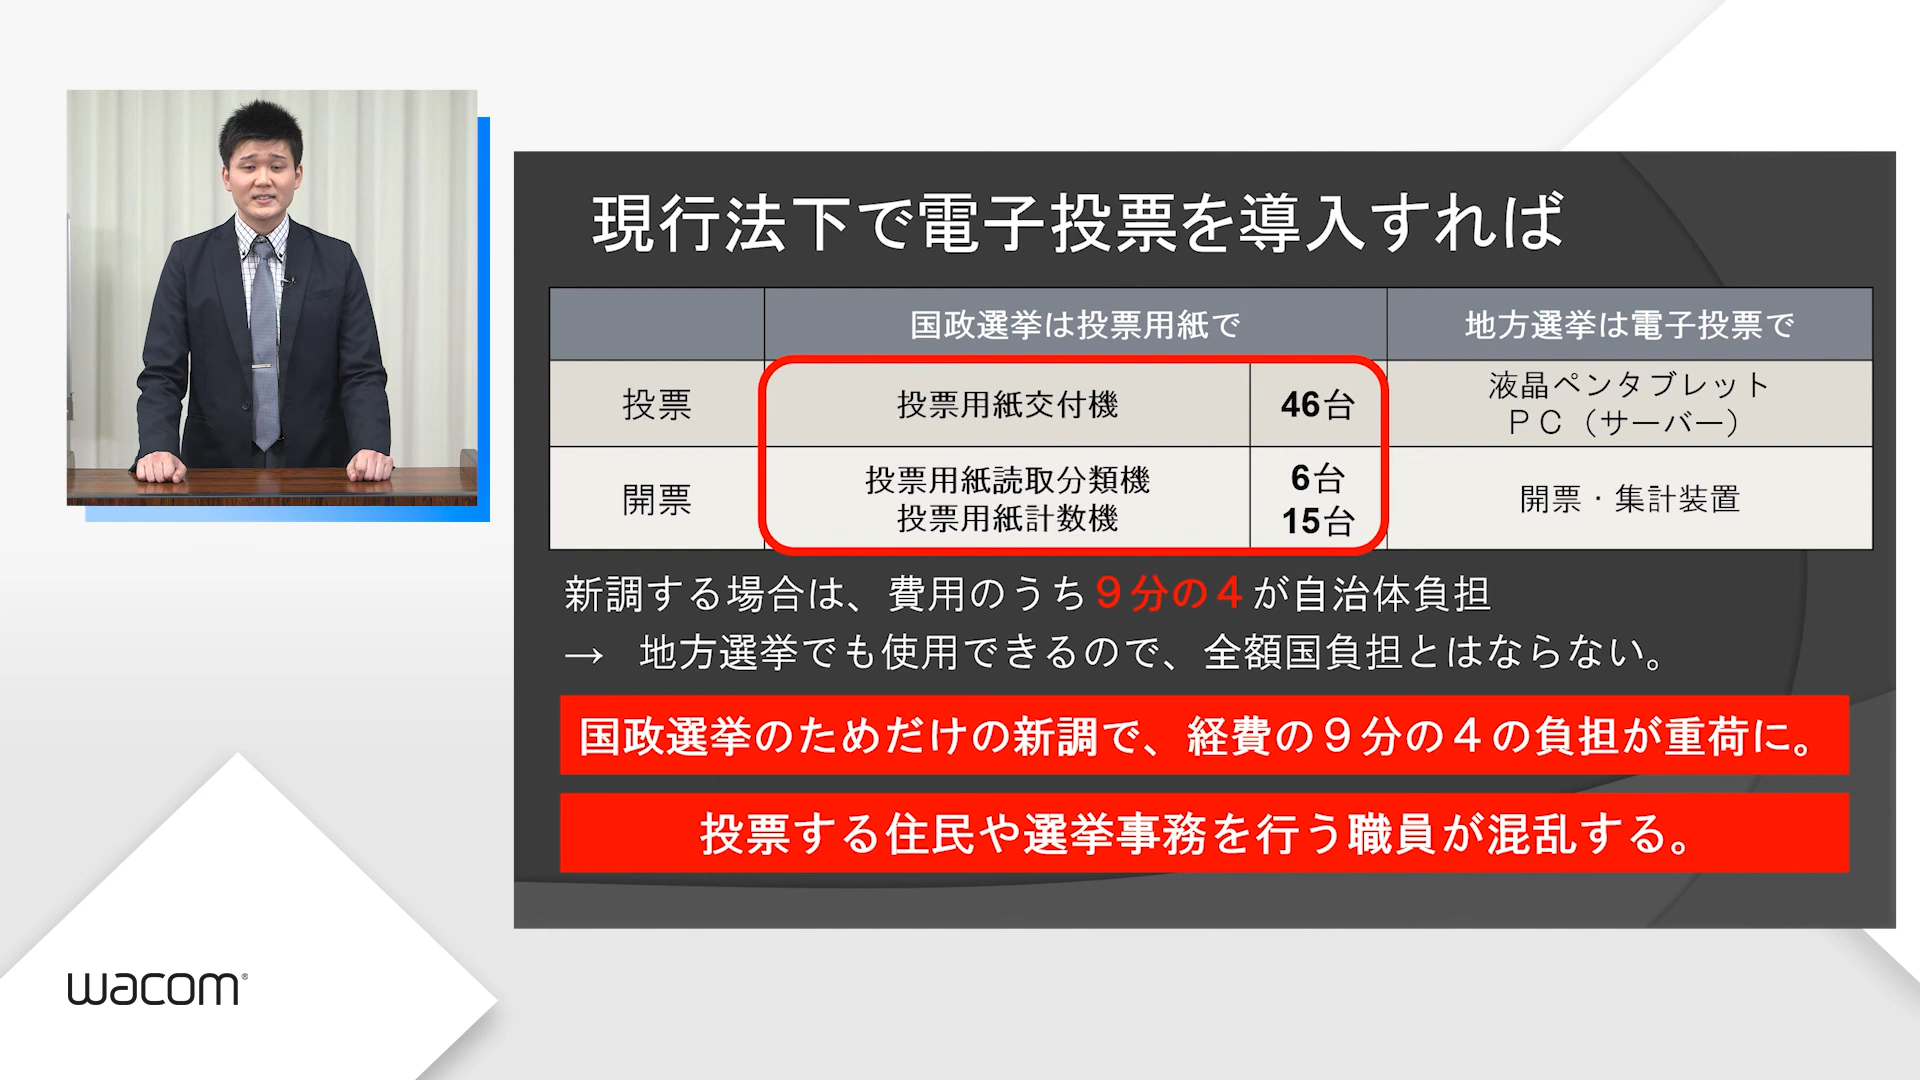 現行法下で電子投票を導入すれば
国政選挙は投票用紙で
地方選挙は電子投票で
投票
投票用紙交付機
46台
液晶ペンタブレット
PC（サーバー）
開票
投票用紙読取分類機
6台
投票用紙計数機
15台
開票・集計装置
新調する場合は、費用のうち９分の４が自治体負担
→ 地方選挙でも使用できるので、全額国負担とはならない。
国政選挙のためだけの新調で、経費の９分の４の負担が重荷に。
投票する住民や選挙事務を行う職員が混乱する。
wacom®